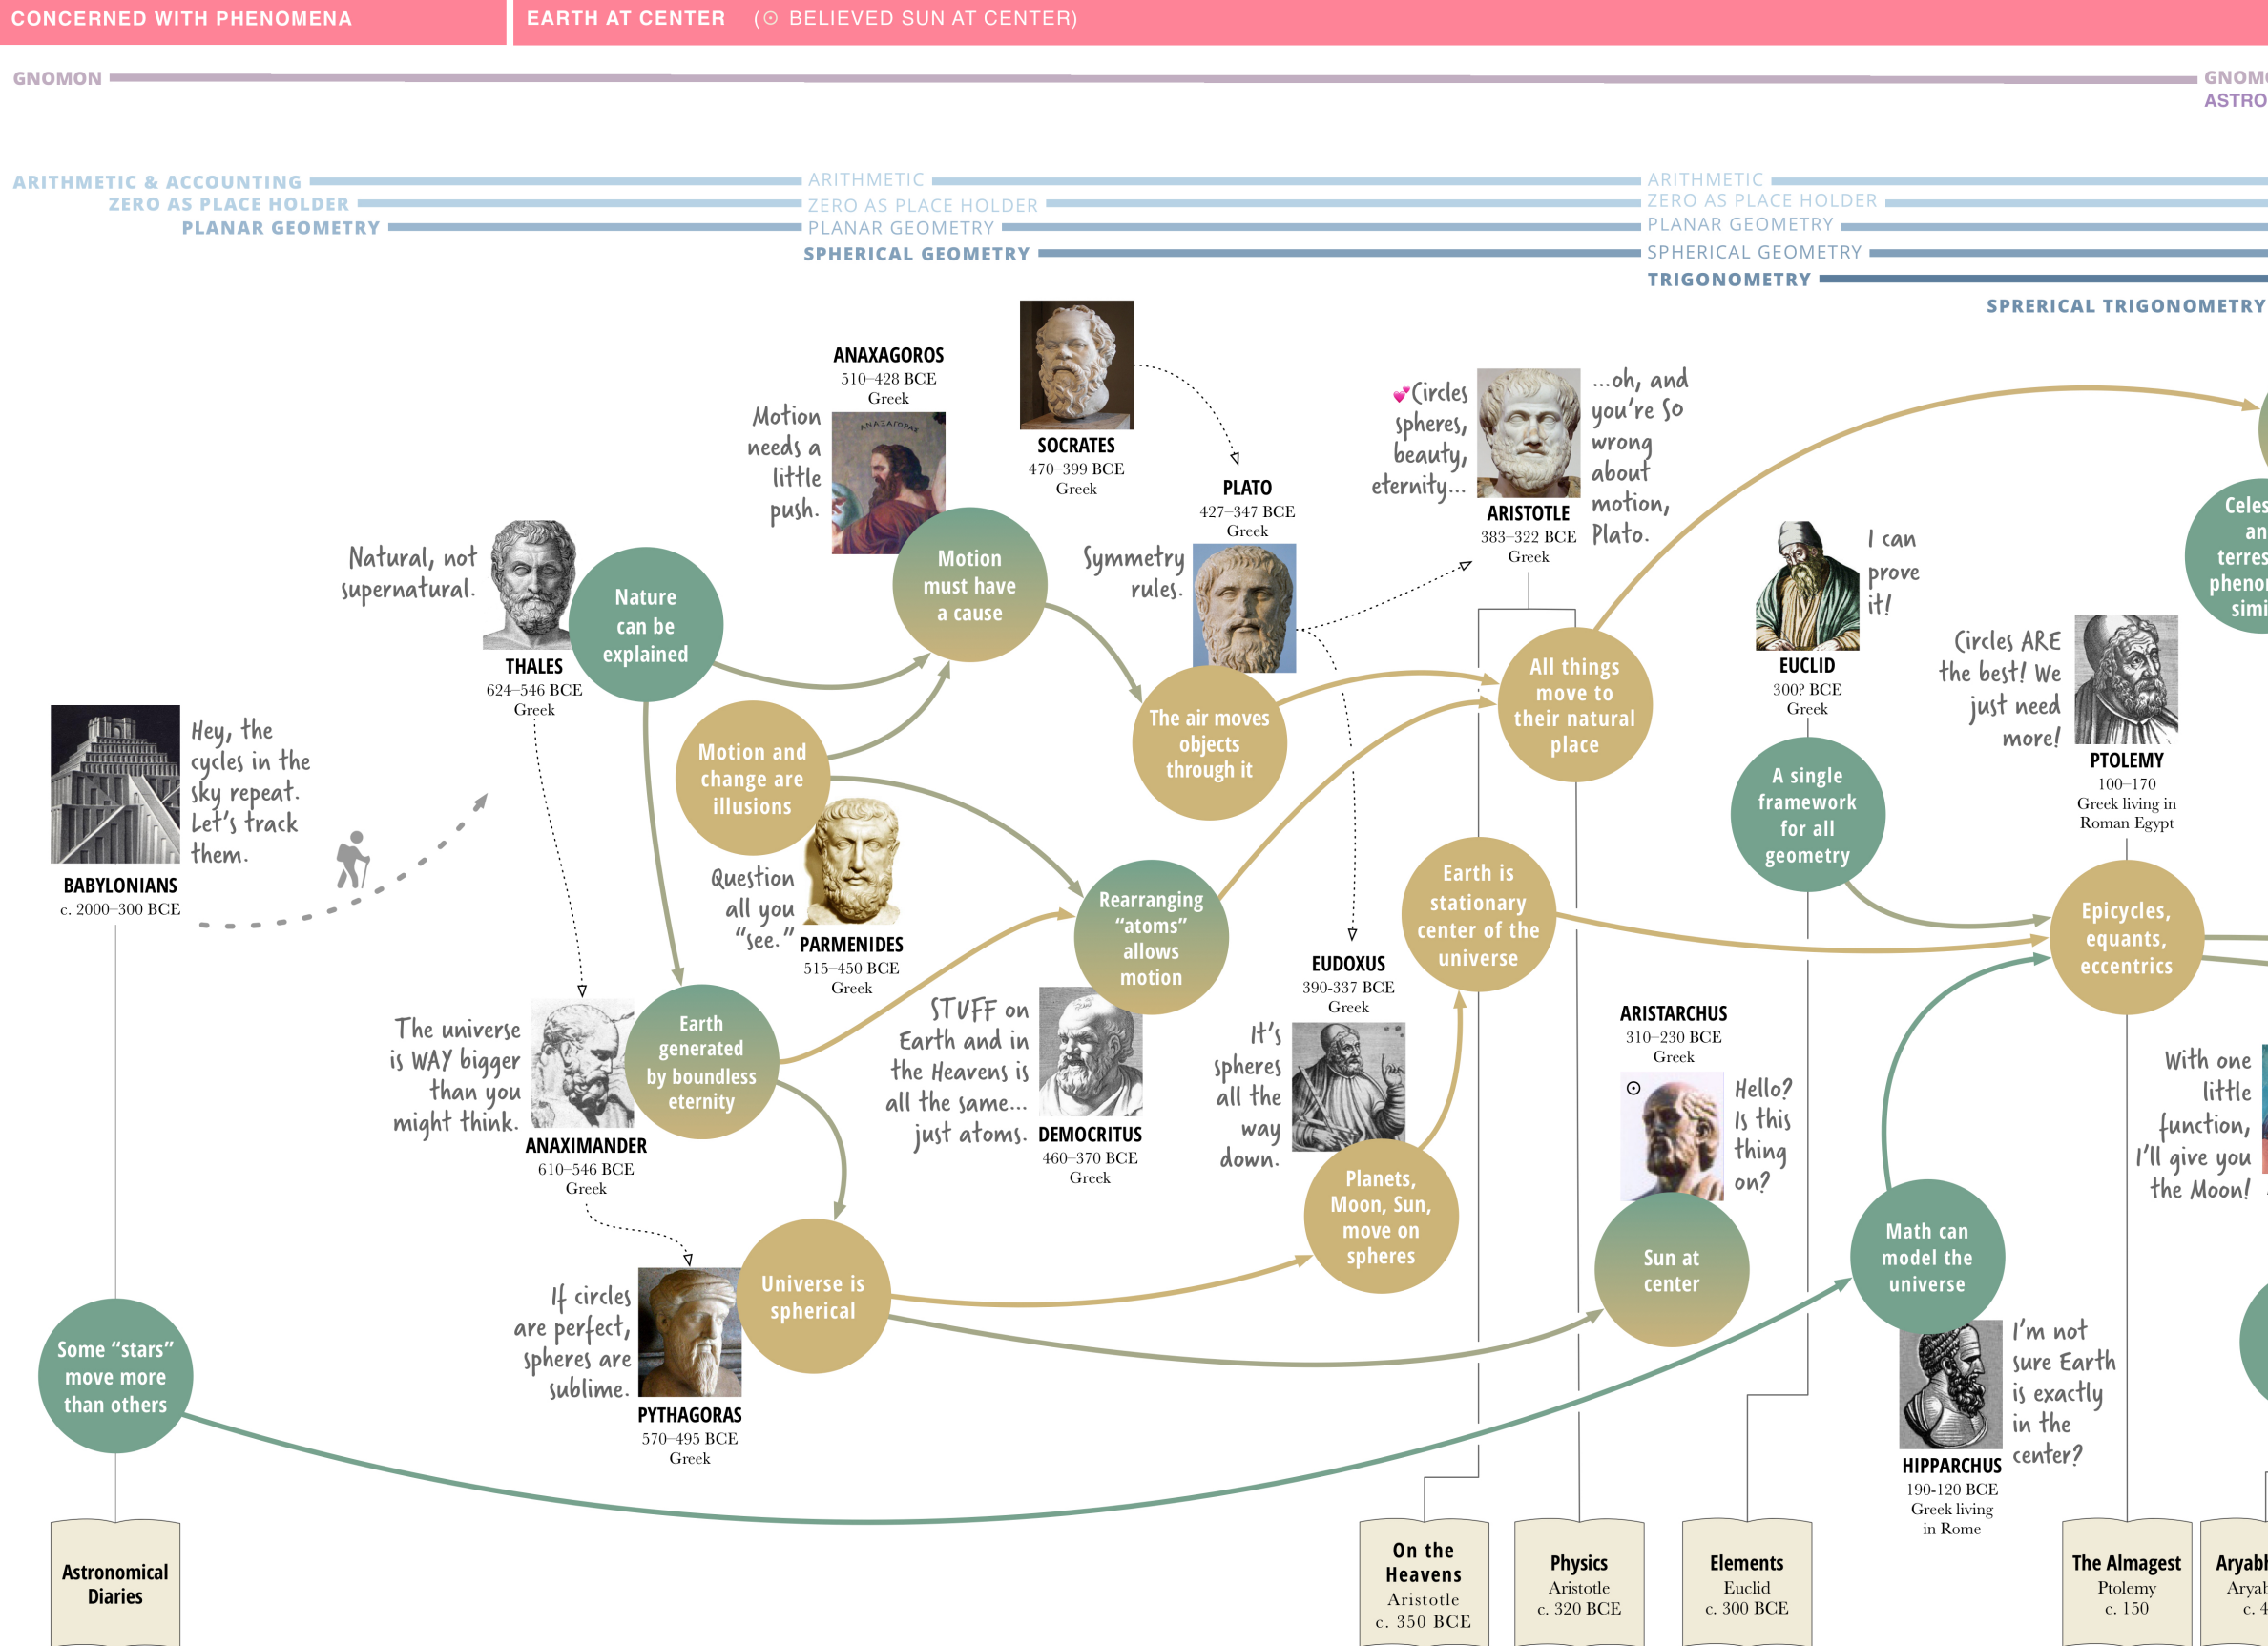 CONCERNED WITH PHENOMENA
EARTH AT CENTER (☉ BELIEVED SUN AT CENTER)
GNOMON
ARITHMETIC & ACCOUNTING
ZERO AS PLACE HOLDER
PLANAR GEOMETRY
ARITHMETIC
ZERO AS PLACE HOLDER
PLANAR GEOMETRY
SPHERICAL GEOMETRY
ARITHMETIC
ZERO AS PLACE HOLDER
PLANAR GEOMETRY
SPHERICAL GEOMETRY
TRIGONOMETRY
SPRERICAL TRIGONOMETRY
GNOMO
ASTRO
Hey, the
cycles in the
sky repeat.
Let's track
them.
BABYLONIANS
c. 2000–300 BCE
Some “stars”
move more
than others
Astronomical
Diaries
Natural, not
supernatural.
THALES
624–546 BCE
Greek
Nature
can be
explained
The universe
is WAY bigger
than you
might think.
ANAXIMANDER
610–546 BCE
Greek
Earth
generated
by boundless
eternity
If circles
are perfect,
spheres are
sublime.
PYTHAGORAS
570–495 BCE
Greek
Universe is
spherical
ANAXAGOROS
510–428 BCE
Greek
Motion
needs a
little
push.
ΑΝΑΞΑΓΟΡΑΣ
Motion
must have
a cause
Motion and
change are
illusions
Question
all you
“see.”
PARMENIDES
515–450 BCE
Greek
SOCRATES
470–399 BCE
Greek
PLATO
427–347 BCE
Greek
Symmetry
rules.
The air moves
objects
through it
Rearranging
“atoms”
allows
motion
STUFF on
Earth and in
the Heavens is
all the same...
just atoms.
DEMOCRITUS
460–370 BCE
Greek
EUDOXUS
390-337 BCE
Greek
It's
spheres
all the
way
down.
Planets,
Moon, Sun,
move on
spheres
💕Circles
spheres,
beauty,
eternity...
...oh, and
you're SO
wrong
about
motion,
Plato.
ARISTOTLE
383–322 BCE
Greek
All things
move to
their natural
place
Earth is
stationary
center of the
universe
On the
Heavens
Aristotle
c. 350 BCE
Physics
Aristotle
c. 320 BCE
ARISTARCHUS
310–230 BCE
Greek
☉
Hello?
Is this
thing
on?
Sun at
center
I can
prove
it!
EUCLID
300? BCE
Greek
A single
framework
for all
geometry
Elements
Euclid
c. 300 BCE
Math can
model the
universe
I'm not
sure Earth
is exactly
in the
center?
HIPPARCHUS
190-120 BCE
Greek living
in Rome
Circles ARE
the best! We
just need
more!
PTOLEMY
100–170
Greek living in
Roman Egypt
Epicycles,
equants,
eccentrics
The Almagest
Ptolemy
c. 150
Celes
an
terres
phenor
simi
With one
little
function,
I'll give you
the Moon!
Aryabh
Aryab
c. 4